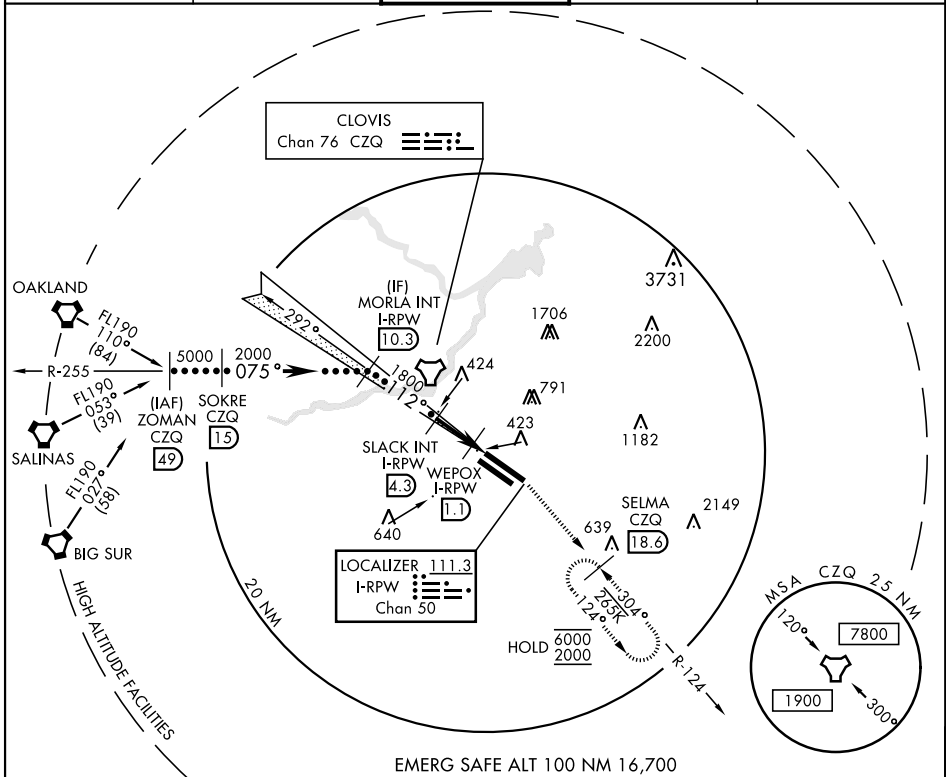 CLOVIS
Chan 76 CZQ
3731
OAKLAND
FL190
110°
(84)
292°
(IF)
MORLA INT
I-RPW
10.3
1706
2200
R-255
5000
2000
075°
1800
112°
424
791
FL190
053°
(39)
(IAF)
ZOMAN
CZQ
49
SOKRE
CZQ
15
423
1182
SALINAS
SLACK INT
I-RPW
4.3
WEPOX
I-RPW
1.1
FL190
027°
(58)
640
SELMA
CZQ
18.6
639
2149
BIG SUR
LOCALIZER 111.3
I-RPW
Chan 50
20 NM
HIGH ALTITUDE FACILITIES
304°
265K
124°
HOLD 6000
2000
R-124
MSA CZQ 25 NM
120°
7800
1900
300°
EMERG SAFE ALT 100 NM 16,700